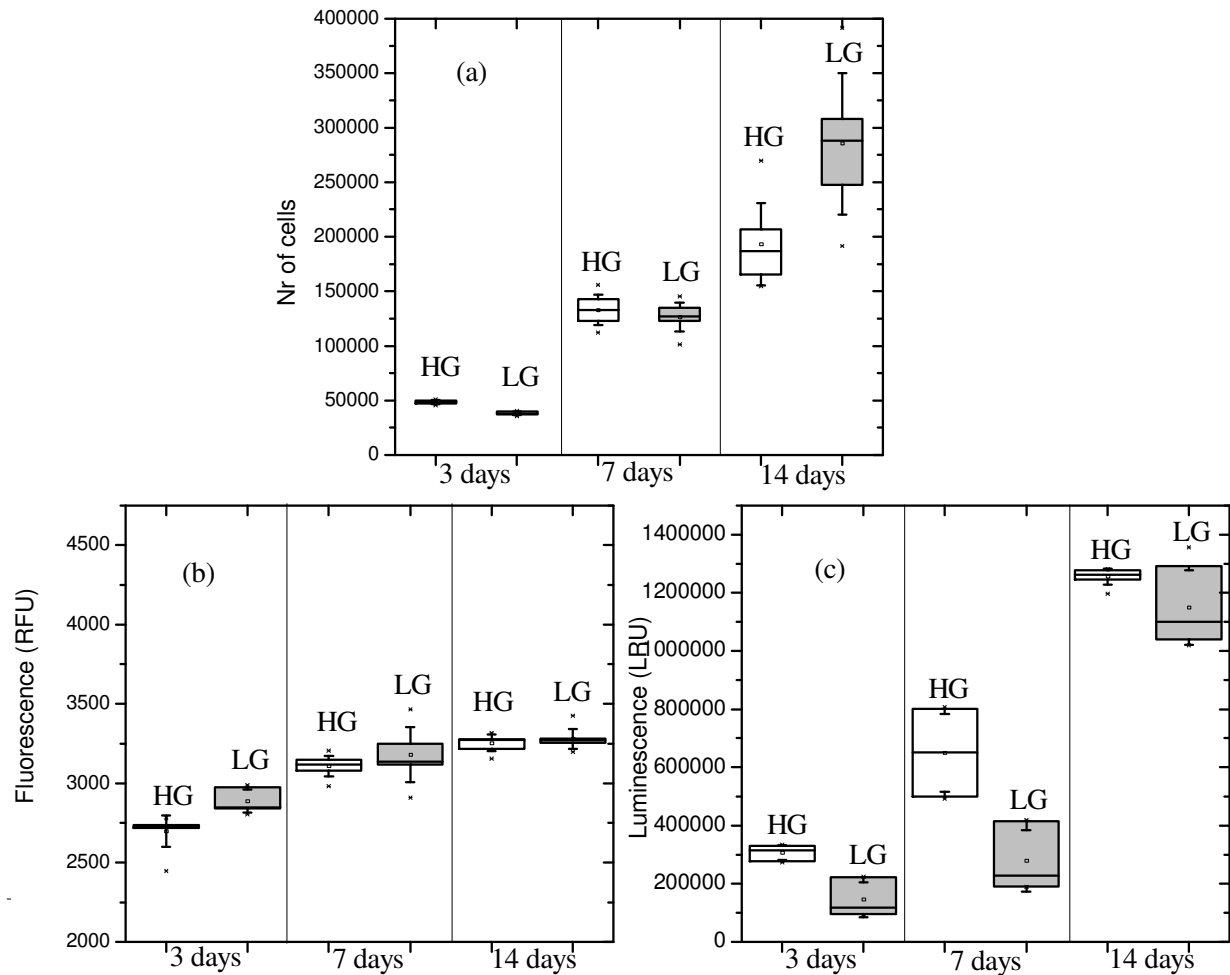 400000
350000
300000
250000
200000
150000
100000
50000
0
Nr of cells
(a)
HG
LG
HG
LG
HG
LG
3 days
7 days
14 days
4500
4000
3500
3000
2500
2000
Fluorescence (RFU)
(b)
HG
LG
HG
LG
HG
LG
3 days
7 days
14 days
1400000
1200000
1000000
800000
600000
400000
200000
0
Luminescence (LRU)
(c)
HG
LG
HG
LG
HG
LG
3 days
7 days
14 days